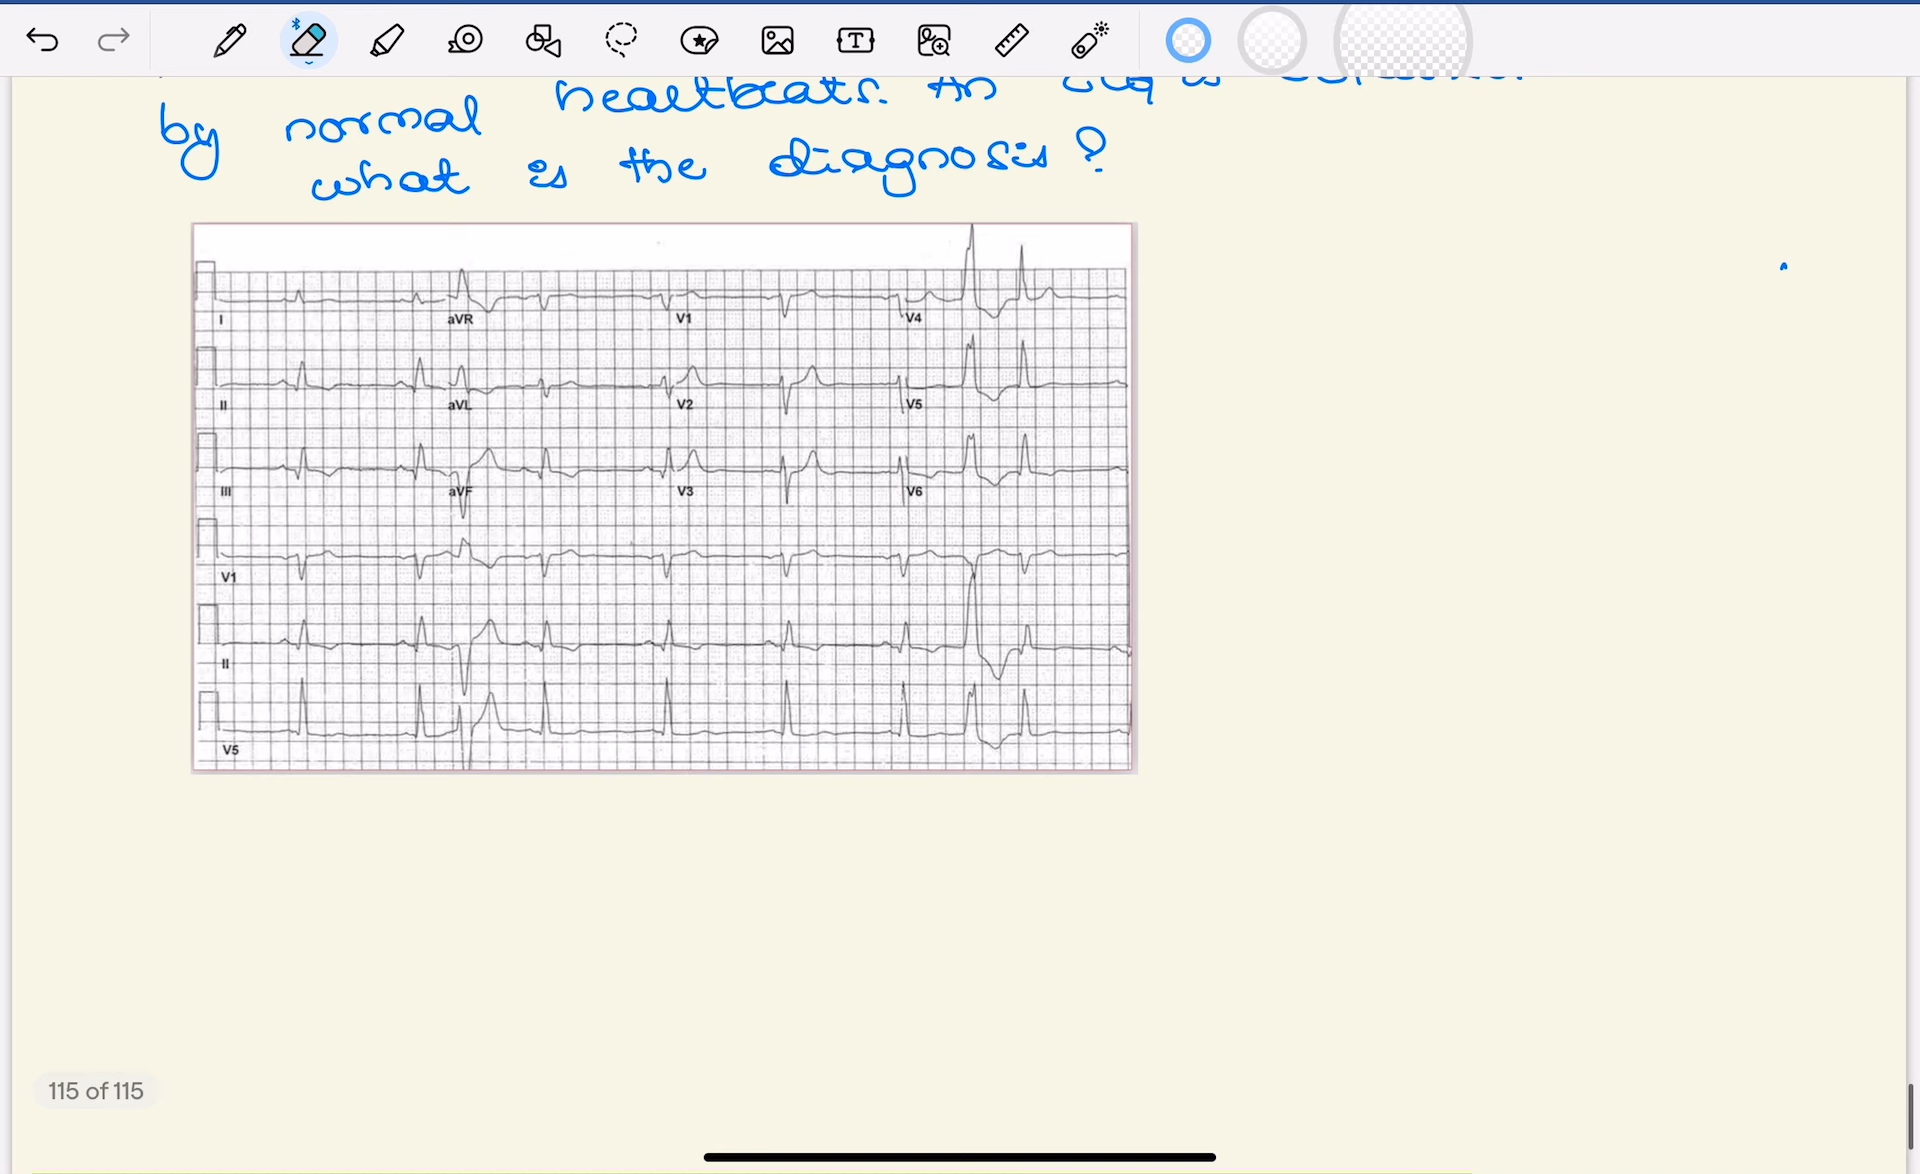 by normal heartbeats. An
what is the diagnosis?
I
aVR
V1
V4
II
aVL
V2
V5
III
aVF
V3
V6
V1
II
V5
115 of 115